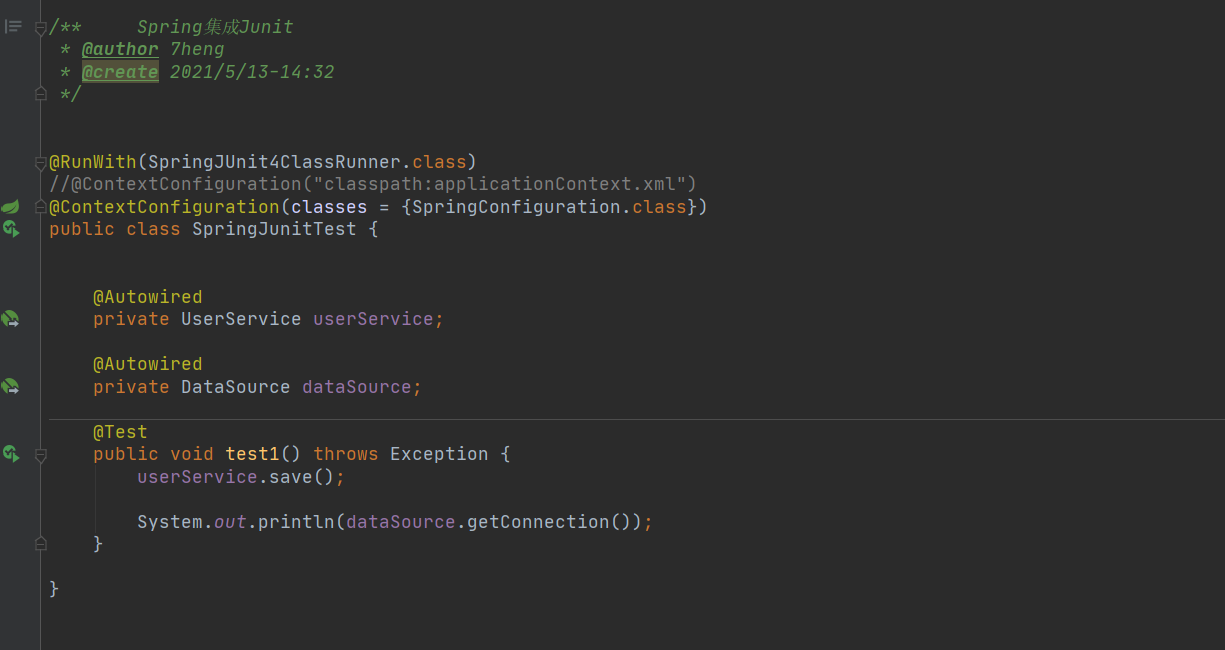 /**     Spring集成Junit
 * @author 7heng
 * @create 2021/5/13-14:32
 */
@RunWith(SpringJUnit4ClassRunner.class)
//@ContextConfiguration("classpath:applicationContext.xml")
@ContextConfiguration(classes = {SpringConfiguration.class})
public class SpringJunitTest {
    @Autowired
    private UserService userService;
    @Autowired
    private DataSource dataSource;
    @Test
    public void test1() throws Exception {
        userService.save();
        System.out.println(dataSource.getConnection());
    }
}